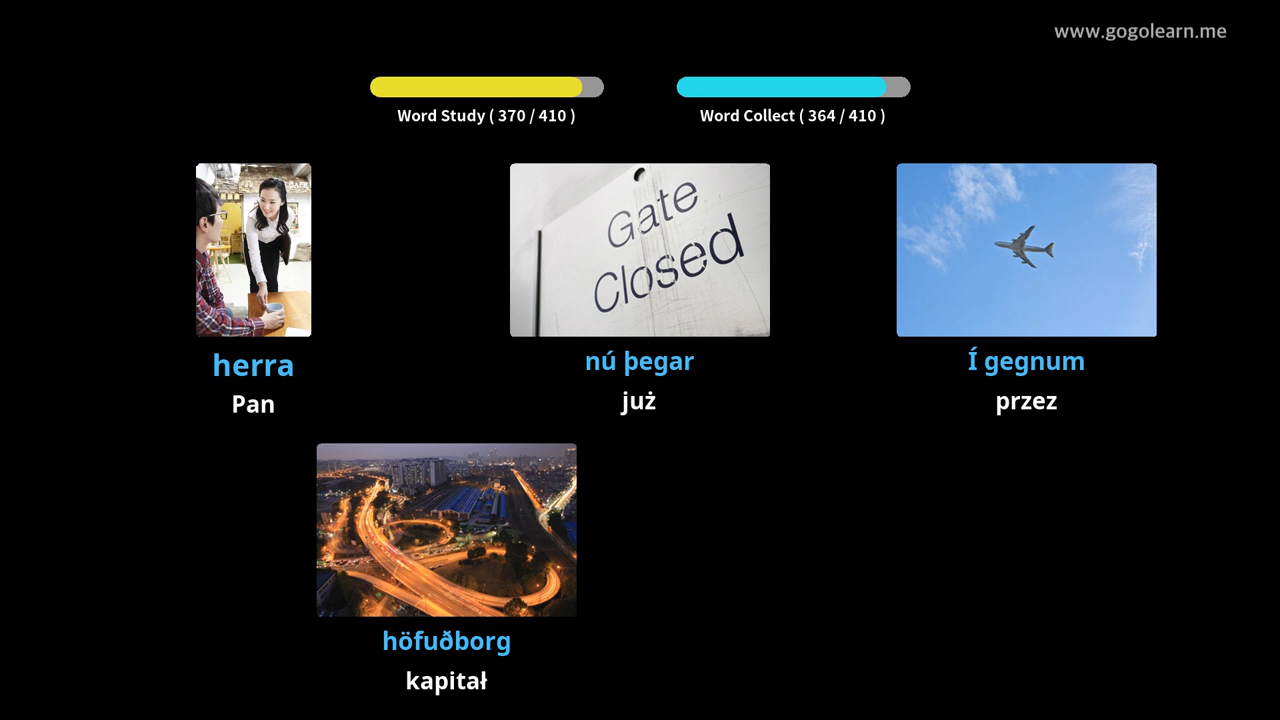 www.gogolearn.me
Word Study ( 370 / 410 )
Word Collect ( 364 / 410 )
Gate
Closed
herra
Pan
nú þegar
już
Í gegnum
przez
höfuðborg
kapitał